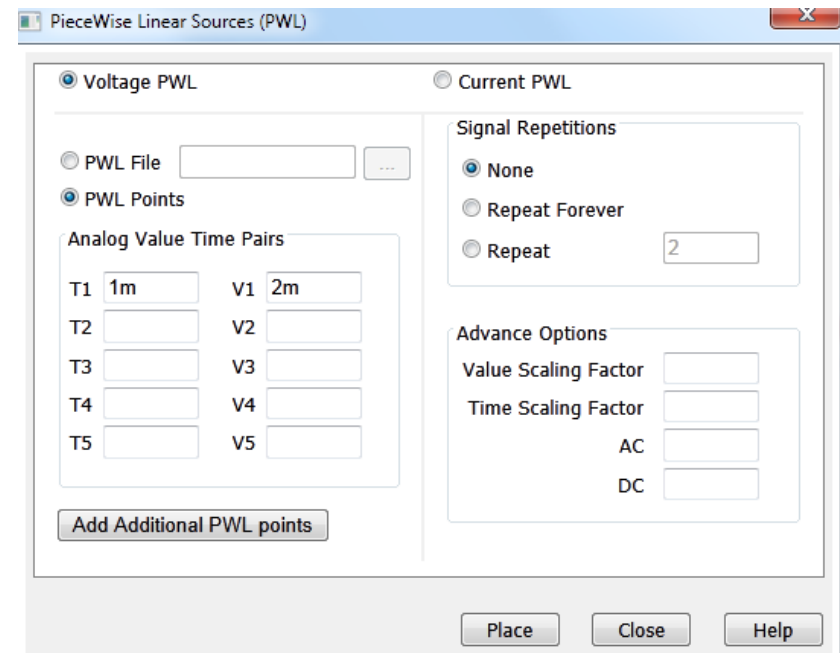 PieceWise Linear Sources (PWL)
Voltage PWL
Current PWL
PWL File
...
PWL Points
Analog Value Time Pairs
T1 1m V1 2m
T2 V2
T3 V3
T4 V4
T5 V5
Add Additional PWL points
Signal Repetitions
None
Repeat Forever
Repeat 2
Advance Options
Value Scaling Factor
Time Scaling Factor
AC
DC
Place Close Help